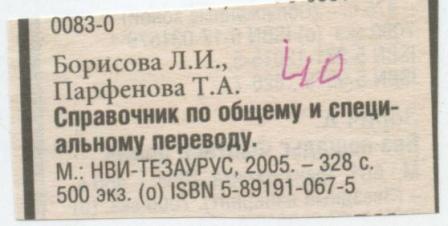 0083-0
Борисова Л.И., 40
Парфенова Т.А.
Справочник по общему и специ-
альному переводу.
М.: НВИ-ТЕЗАУРУС, 2005. – 328 с.
500 экз. (о) ISBN 5-89191-067-5